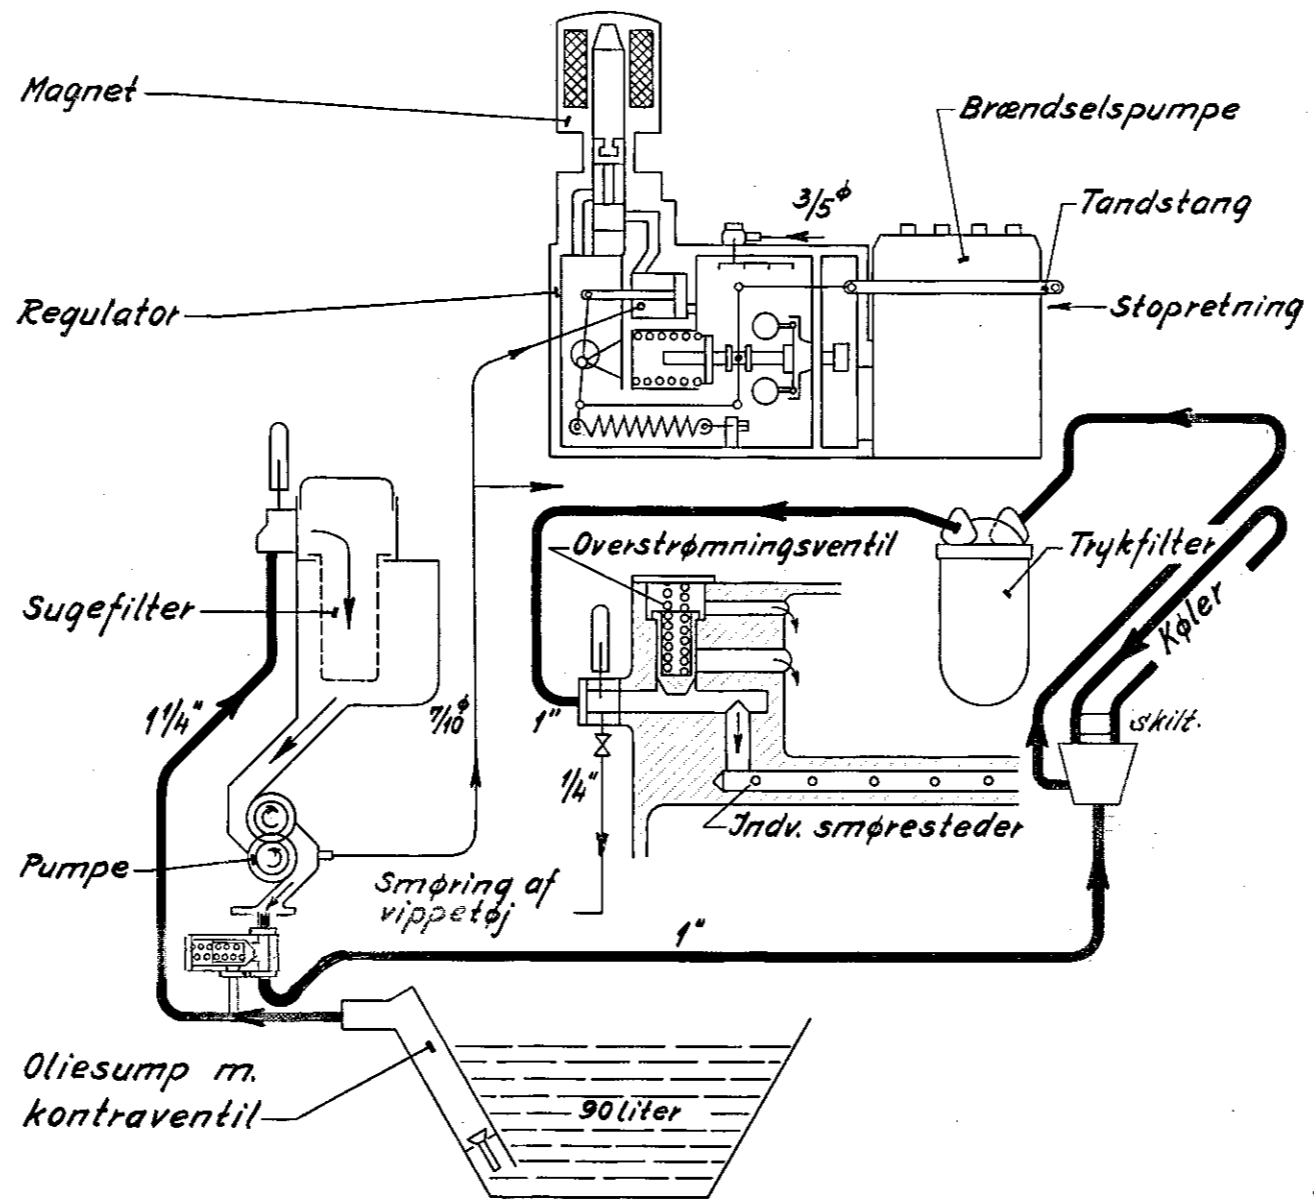 Magnet
Brændselspumpe
3/5ϕ
Tandstang
Regulator
Stopretning
Overstrømningsventil
Trykfilter
Sugefilter
Køler
1 1/4"
7/10ϕ
1"
skilt.
1/4"
Indv. smøresteder
Pumpe
Smøring af
vippetøj
1"
Oliesump m.
kontraventil
90 liter